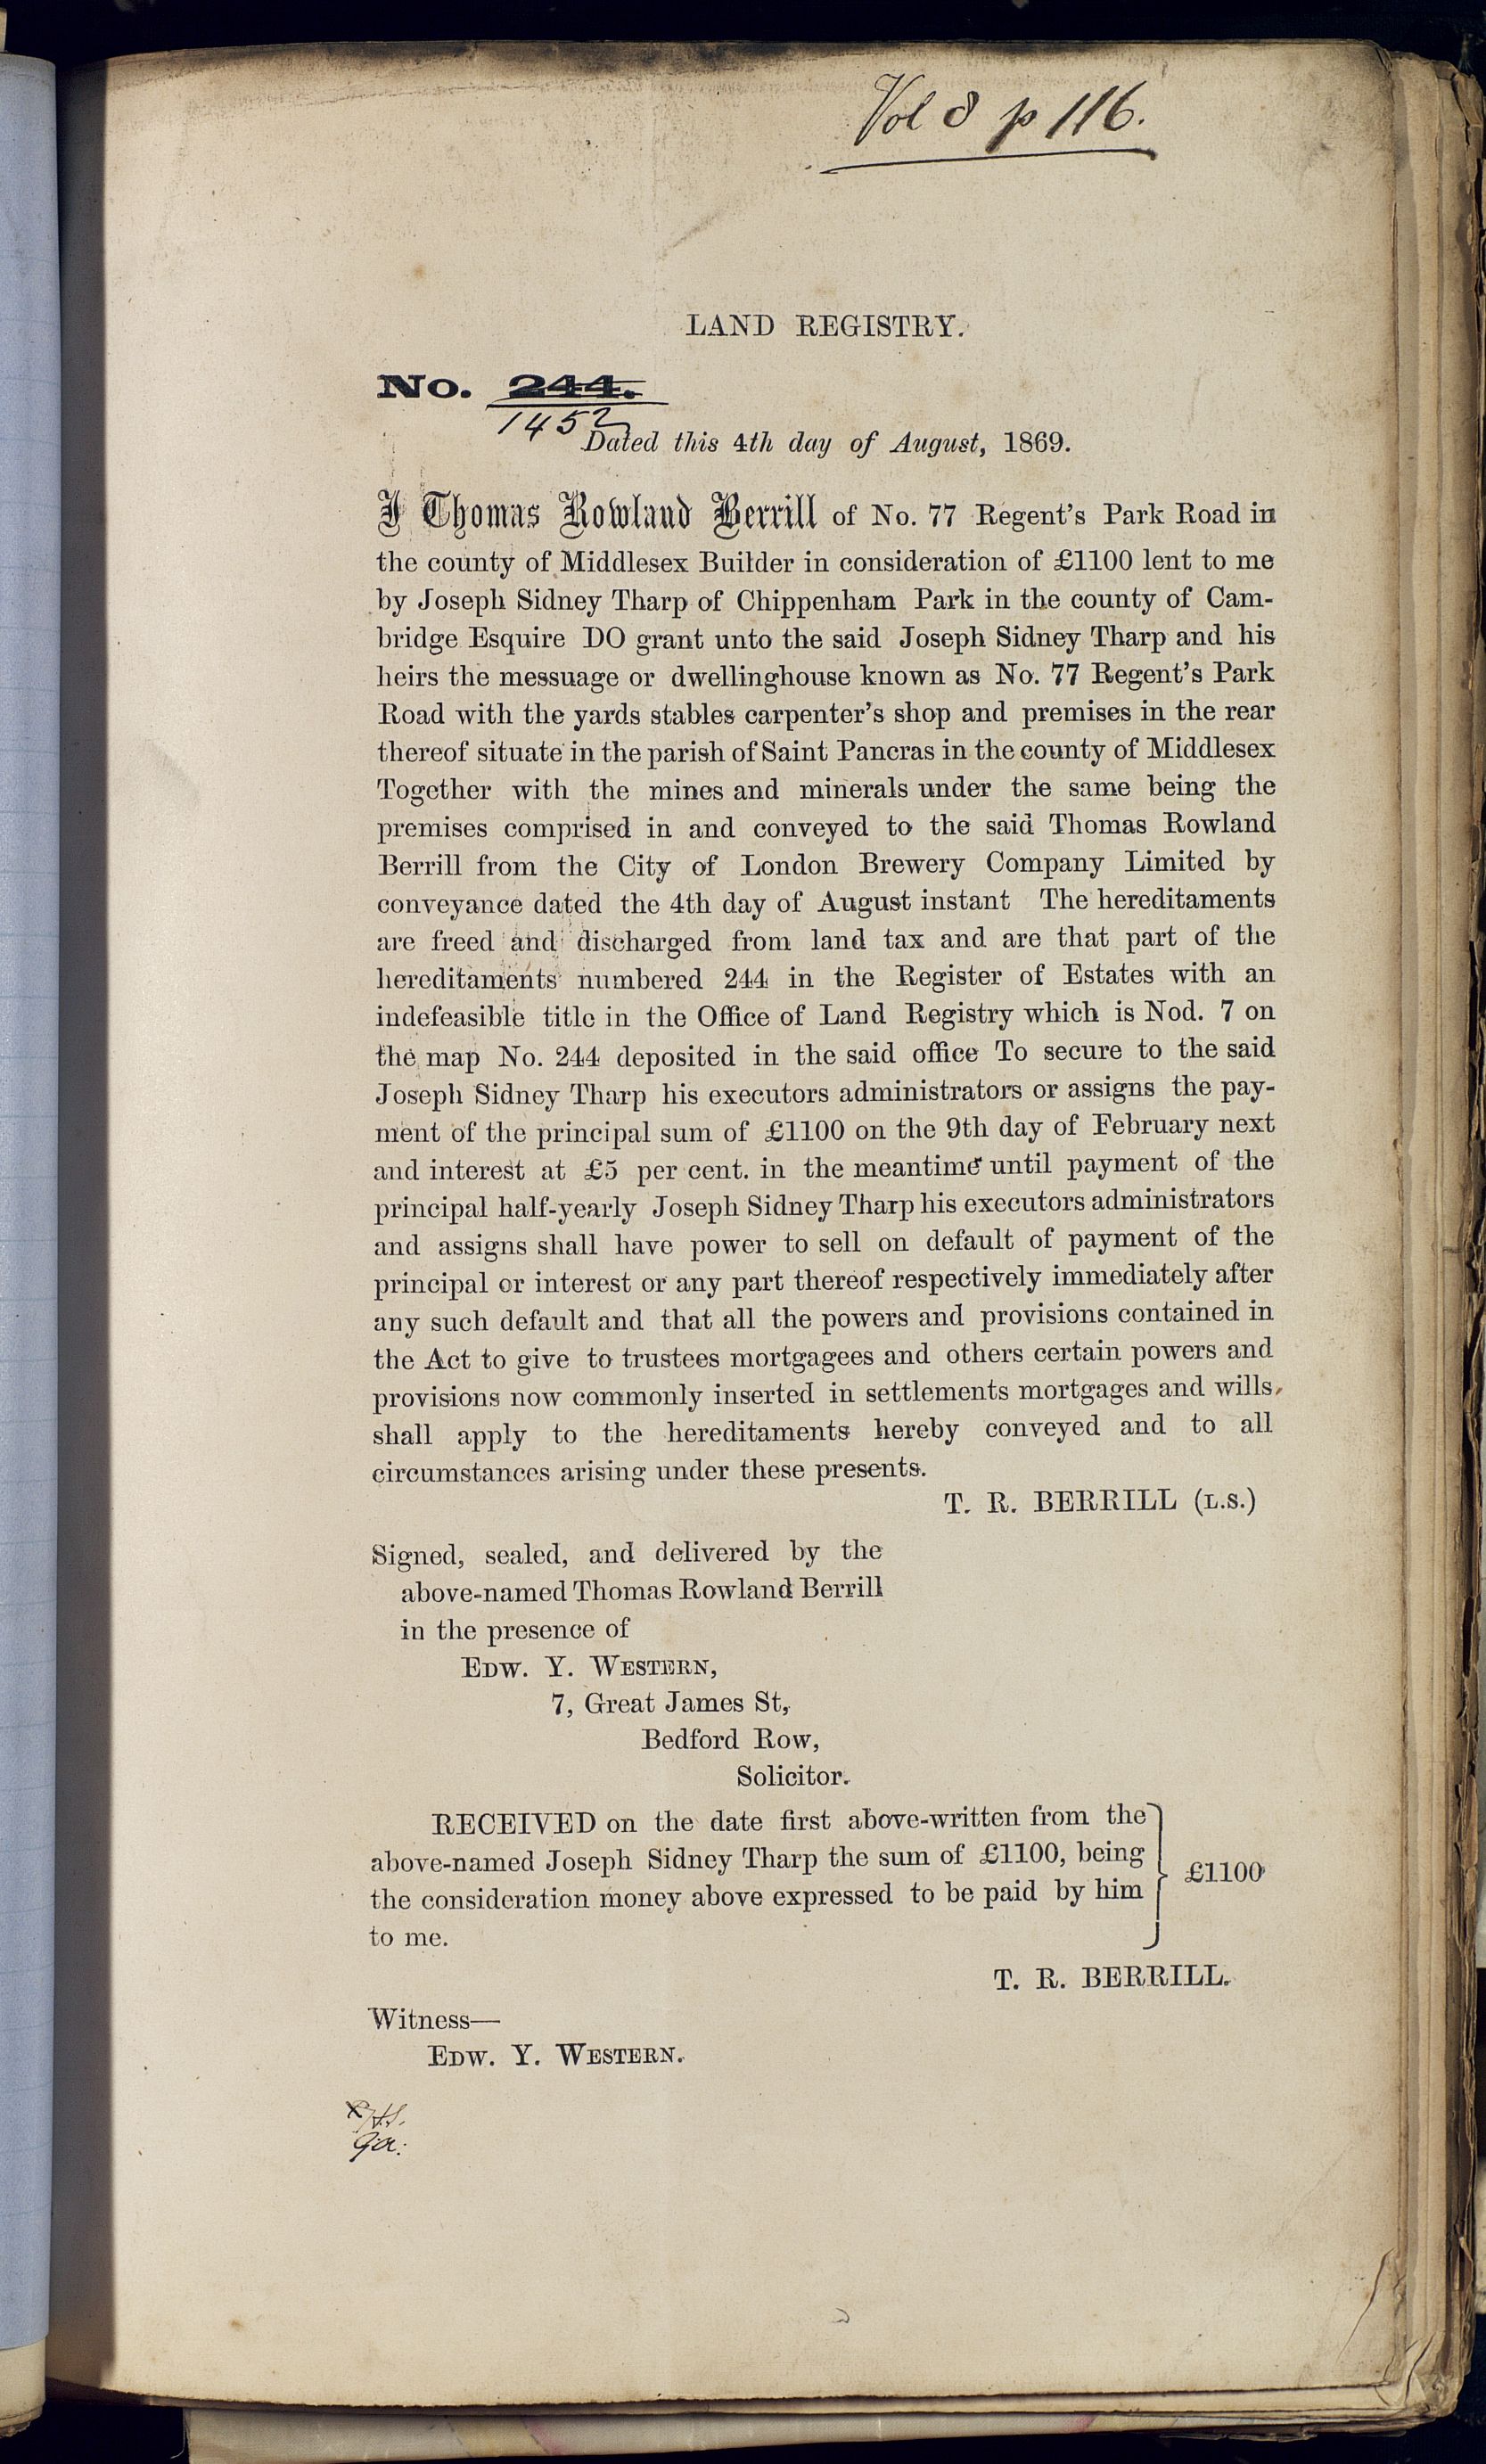 Vol 8 p 116.
LAND REGISTRY.
No. 244.
1452
Dated this 4th day of August, 1869.
I Thomas Rowland Berrill of No. 77 Regent's Park Road in
the county of Middlesex Builder in consideration of £1100 lent to me
by Joseph Sidney Tharp of Chippenham Park in the county of Cam-
bridge Esquire DO grant unto the said Joseph Sidney Tharp and his
heirs the messuage or dwellinghouse known as No. 77 Regent's Park
Road with the yards stables carpenter's shop and premises in the rear
thereof situate in the parish of Saint Pancras in the county of Middlesex
Together with the mines and minerals under the same being the
premises comprised in and conveyed to the said Thomas Rowland
Berrill from the City of London Brewery Company Limited by
conveyance dated the 4th day of August instant The hereditaments
are freed and discharged from land tax and are that part of the
hereditaments numbered 244 in the Register of Estates with an
indefeasible title in the Office of Land Registry which is Nod. 7 on
the map No. 244 deposited in the said office To secure to the said
Joseph Sidney Tharp his executors administrators or assigns the pay-
ment of the principal sum of £1100 on the 9th day of February next
and interest at £5 per cent. in the meantime until payment of the
principal half-yearly Joseph Sidney Tharp his executors administrators
and assigns shall have power to sell on default of payment of the
principal or interest or any part thereof respectively immediately after
any such default and that all the powers and provisions contained in
the Act to give to trustees mortgagees and others certain powers and
provisions now commonly inserted in settlements mortgages and wills,
shall apply to the hereditaments hereby conveyed and to all
circumstances arising under these presents.
T. R. BERRILL (L.S.)
Signed, sealed, and delivered by the
above-named Thomas Rowland Berrill
in the presence of
EDW. Y. WESTERN,
7, Great James St,
Bedford Row,
Solicitor.
RECEIVED on the date first above-written from the
above-named Joseph Sidney Tharp the sum of £1100, being
the consideration money above expressed to be paid by him
to me.
£1100
T. R. BERRILL.
Witness—
EDW. Y. WESTERN.